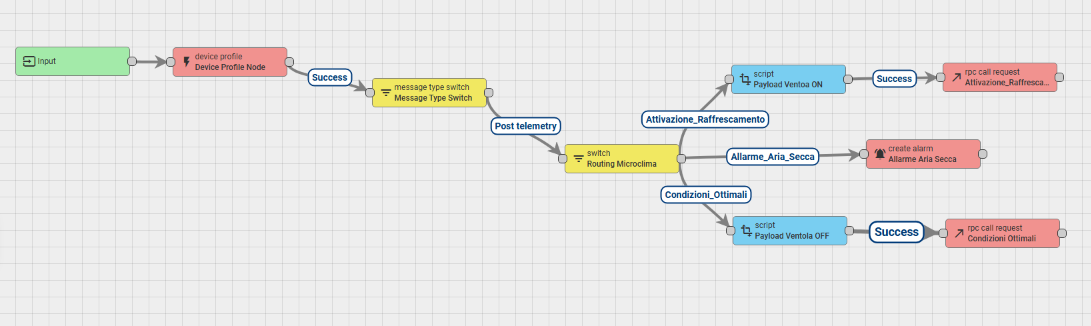 Input
device profile
Device Profile Node
Success
message type switch
Message Type Switch
Post telemetry
switch
Routing Microclima
Attivazione_Raffrescamento
script
Payload Ventoa ON
Success
rpc call request
Attivazione_Raffresca...
Allarme_Aria_Secca
create alarm
Allarme Aria Secca
Condizioni_Ottimali
script
Payload Ventola OFF
Success
rpc call request
Condizioni Ottimali